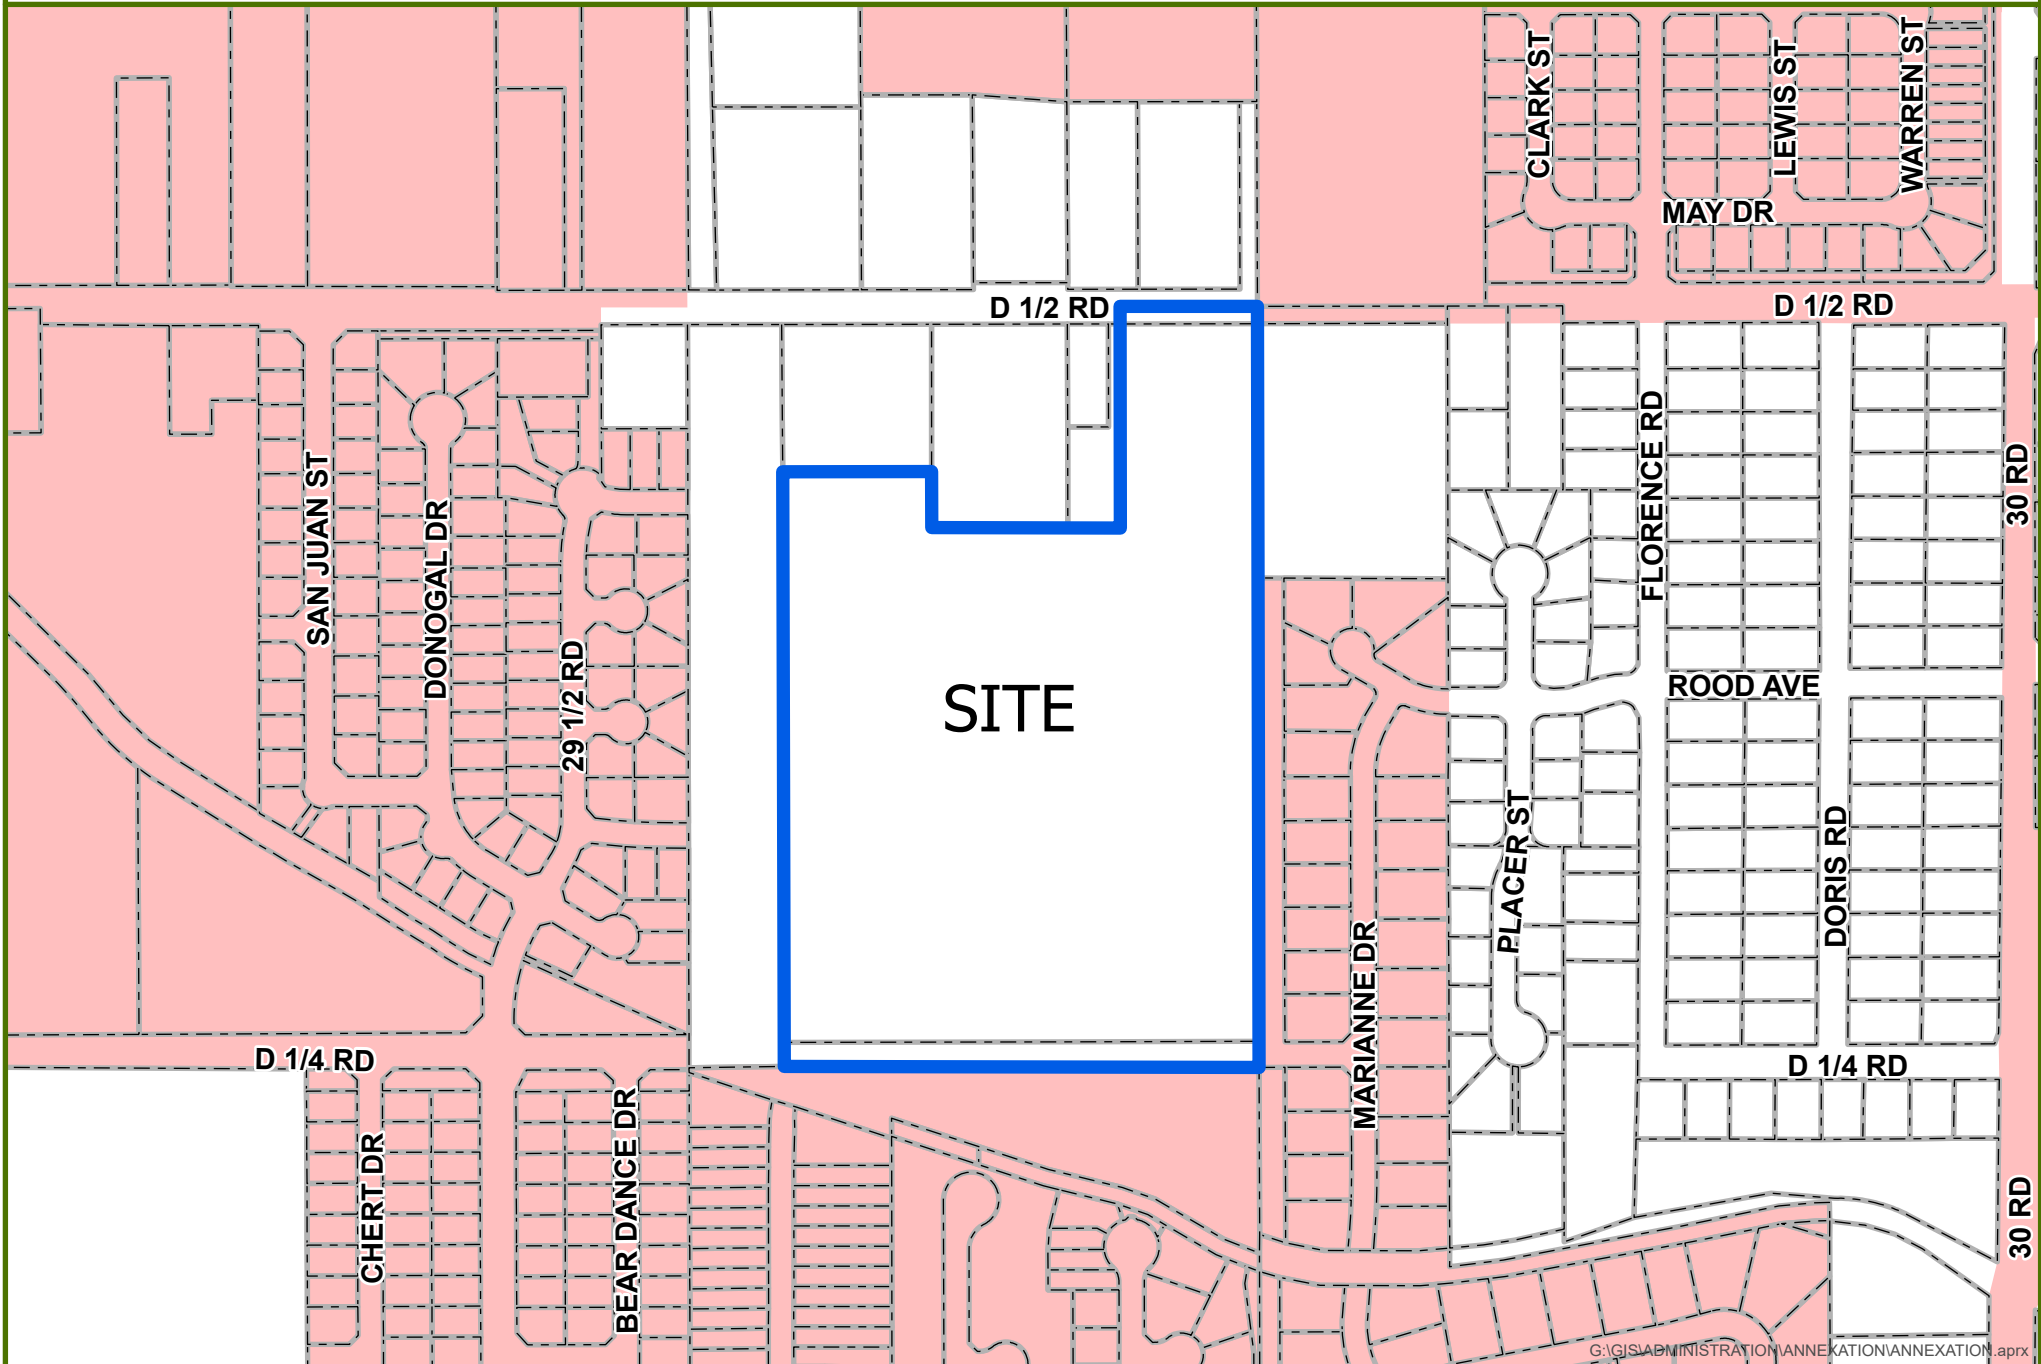 CLARK ST
LEWIS ST
WARREN ST
MAY DR
D 1/2 RD
D 1/2 RD
SAN JUAN ST
DONOGAL DR
29 1/2 RD
FLORENCE RD
30 RD
SITE
ROOD AVE
PLACER ST
DORIS RD
MARIANNE DR
D 1/4 RD
D 1/4 RD
CHERT DR
BEAR DANCE DR
30 RD
G:\GIS\ADMINISTRATION\ANNEXATION\ANNEXATION.aprx